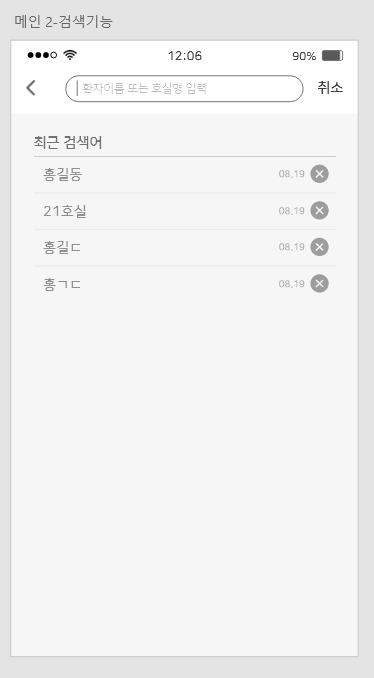 메인 2-검색기능
12:06 90%
환자이름 또는 호실명 입력 취소
최근 검색어
홍길동 08.19
21호실 08.19
홍길ㄷ 08.19
홍ㄱㄷ 08.19